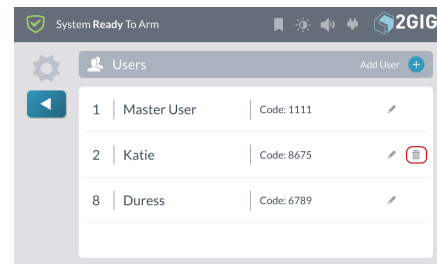 System Ready To Arm
2GIG
Users
Add User
1 Master User Code: 1111
2 Katie Code: 8675
8 Duress Code: 6789